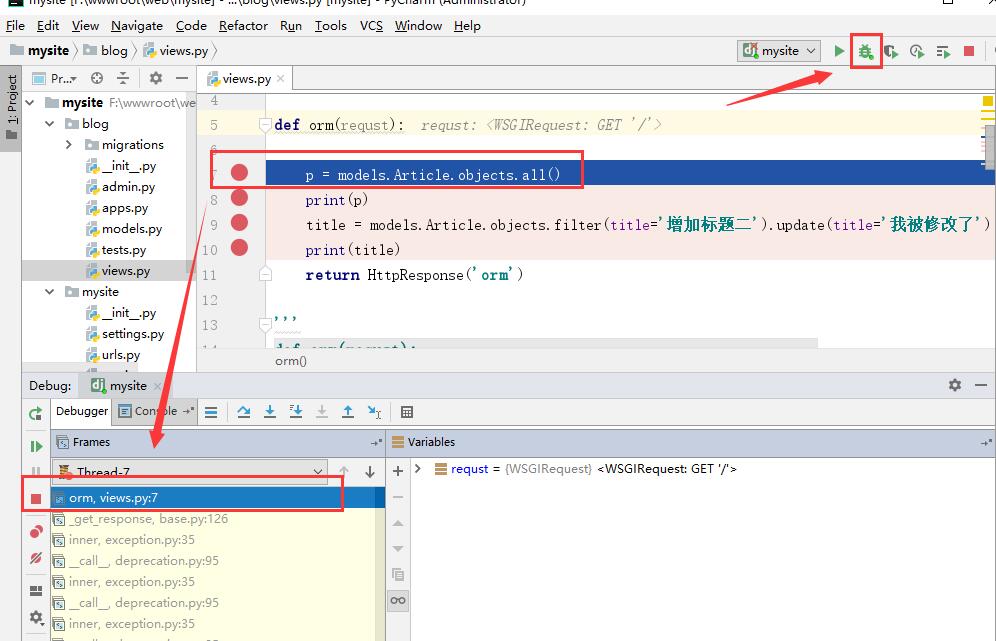 mysite [F:\wwwroot\web\mysite] - ...\blog\views.py [mysite] - PyCharm (Administrator)
File Edit View Navigate Code Refactor Run Tools VCS Window Help
mysite blog views.py mysite
1: Project
Pr... views.py
mysite F:\wwwroot\we
blog
migrations
__init__.py
admin.py
apps.py
models.py
tests.py
views.py
mysite
__init__.py
settings.py
urls.py
4
5 def orm(requst): requst: <WSGIRequest: GET '/'>
6
7 p = models.Article.objects.all()
8 print(p)
9 title = models.Article.objects.filter(title='增加标题二').update(title='我被修改了')
10 print(title)
11 return HttpResponse('orm')
12
13 '''
14 def orm(requst):
orm()
Debug: mysite
Debugger Console
Frames Variables
Thread-7
requst = {WSGIRequest} <WSGIRequest: GET '/'>
orm, views.py:7
_get_response, base.py:126
inner, exception.py:35
__call__, deprecation.py:95
inner, exception.py:35
__call__, deprecation.py:95
inner, exception.py:35